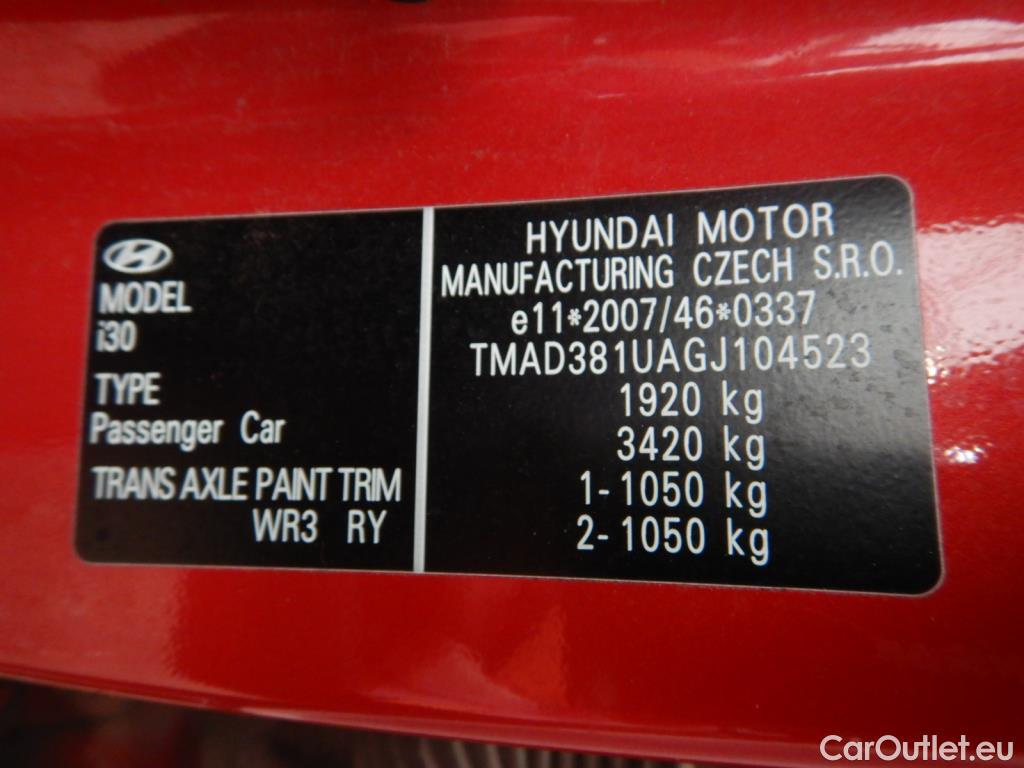 MODEL
i30
TYPE
Passenger Car
TRANS AXLE PAINT TRIM
WR3 RY
HYUNDAI MOTOR
MANUFACTURING CZECH S.R.O.
e11*2007/46*0337
TMAD381UAGJ104523
1920 kg
3420 kg
1-1050 kg
2-1050 kg
CarOutlet.eu